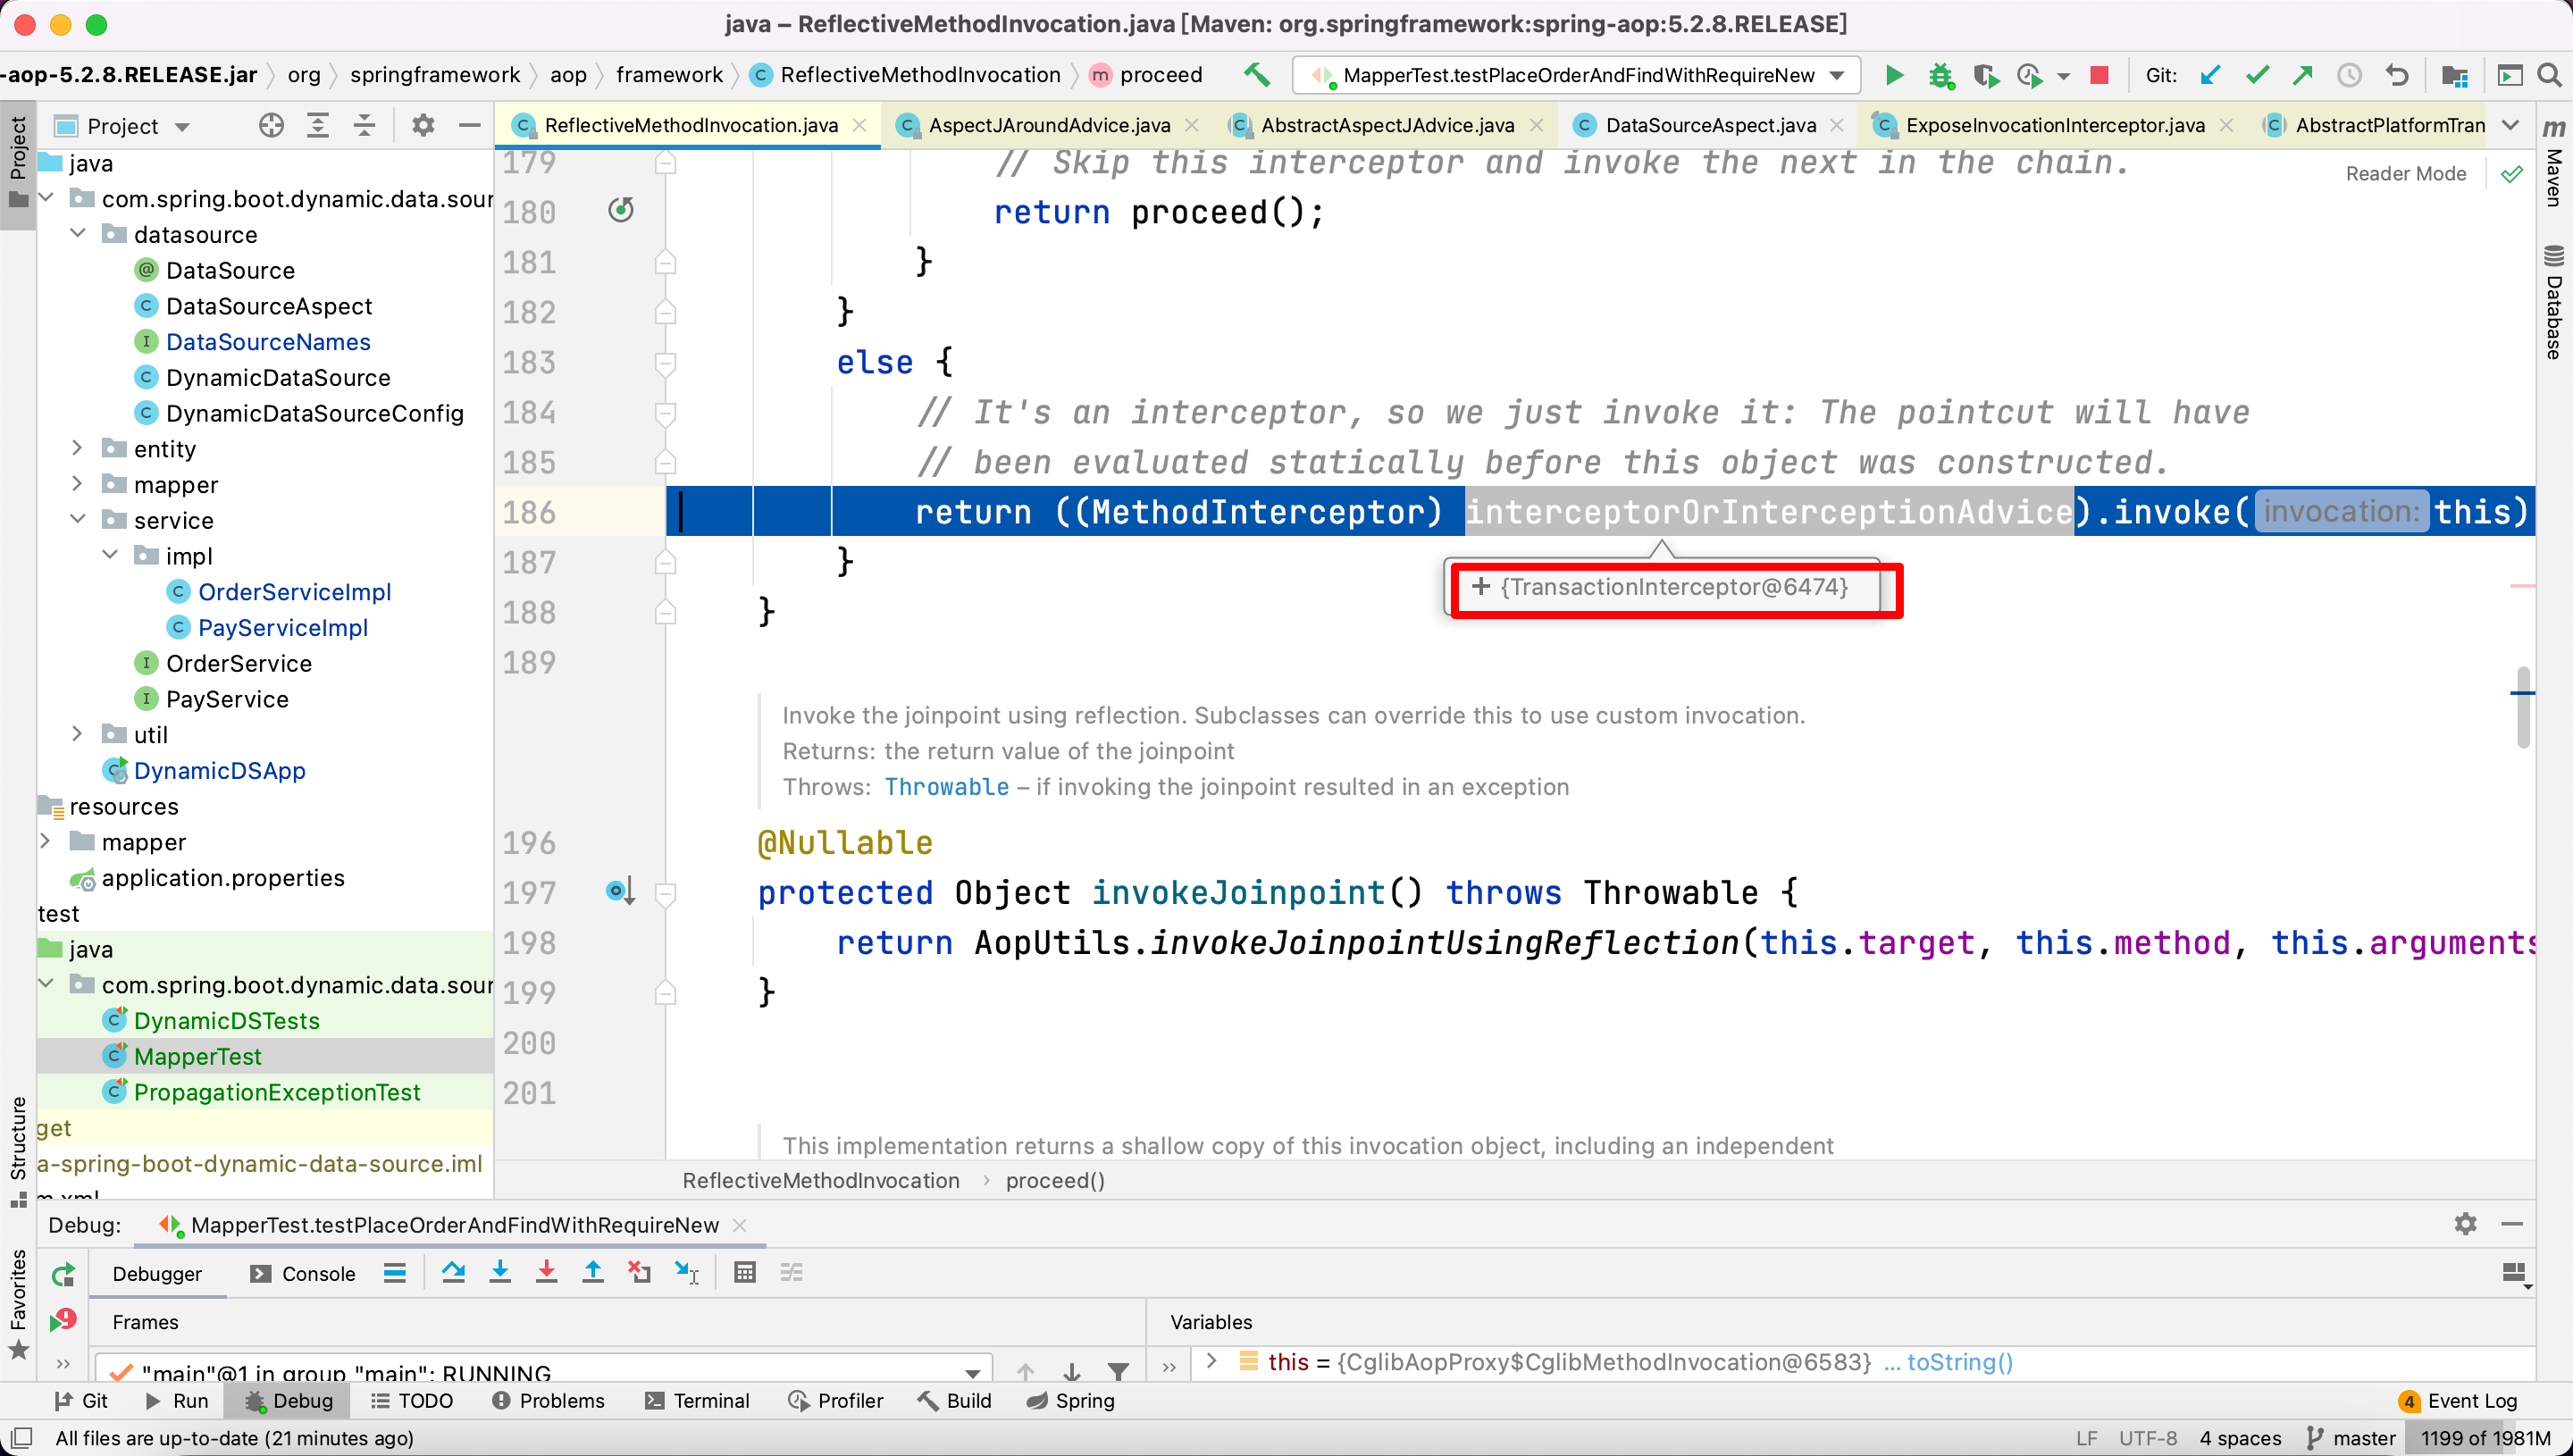 java – ReflectiveMethodInvocation.java [Maven: org.springframework:spring-aop:5.2.8.RELEASE]
-aop-5.2.8.RELEASE.jar org springframework aop framework ReflectiveMethodInvocation proceed MapperTest.testPlaceOrderAndFindWithRequireNew Git:
Project
ReflectiveMethodInvocation.java AspectJAroundAdvice.java AbstractAspectJAdvice.java DataSourceAspect.java ExposeInvocationInterceptor.java AbstractPlatformTran
Project
Structure
Favorites
Maven
Database
java
com.spring.boot.dynamic.data.sour
datasource
DataSource
DataSourceAspect
DataSourceNames
DynamicDataSource
DynamicDataSourceConfig
entity
mapper
service
impl
OrderServiceImpl
PayServiceImpl
OrderService
PayService
util
DynamicDSApp
resources
mapper
application.properties
test
java
com.spring.boot.dynamic.data.sour
DynamicDSTests
MapperTest
PropagationExceptionTest
get
a-spring-boot-dynamic-data-source.iml
m.xml
Reader Mode
179 // Skip this interceptor and invoke the next in the chain.
180 return proceed();
181 }
182 }
183 else {
184 // It's an interceptor, so we just invoke it: The pointcut will have
185 // been evaluated statically before this object was constructed.
186 return ((MethodInterceptor) interceptorOrInterceptionAdvice).invoke( invocation: this)
187 }
+ {TransactionInterceptor@6474}
188 }
189
Invoke the joinpoint using reflection. Subclasses can override this to use custom invocation.
Returns: the return value of the joinpoint
Throws: Throwable – if invoking the joinpoint resulted in an exception
196 @Nullable
197 protected Object invokeJoinpoint() throws Throwable {
198 return AopUtils.invokeJoinpointUsingReflection(this.target, this.method, this.arguments
199 }
200
201
This implementation returns a shallow copy of this invocation object, including an independent
ReflectiveMethodInvocation › proceed()
Debug: MapperTest.testPlaceOrderAndFindWithRequireNew
Debugger Console
Frames
Variables
"main"@1 in group "main": RUNNING
this = {CglibAopProxy$CglibMethodInvocation@6583} ... toString()
Git Run Debug TODO Problems Terminal Profiler Build Spring 4 Event Log
All files are up-to-date (21 minutes ago) LF UTF-8 4 spaces master 1199 of 1981M